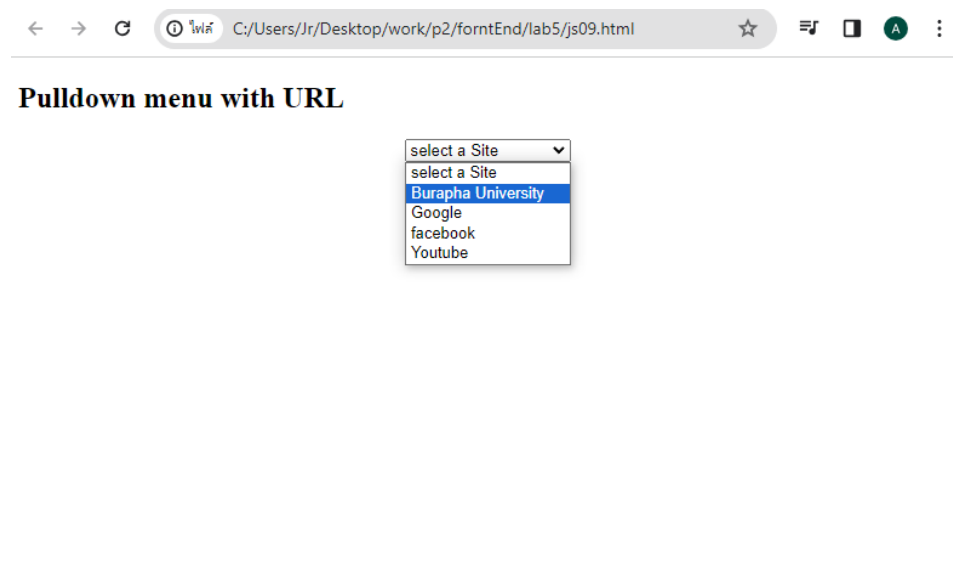 ไฟล์ C:/Users/Jr/Desktop/work/p2/forntEnd/lab5/js09.html A
Pulldown menu with URL
select a Site
select a Site
Burapha University
Google
facebook
Youtube